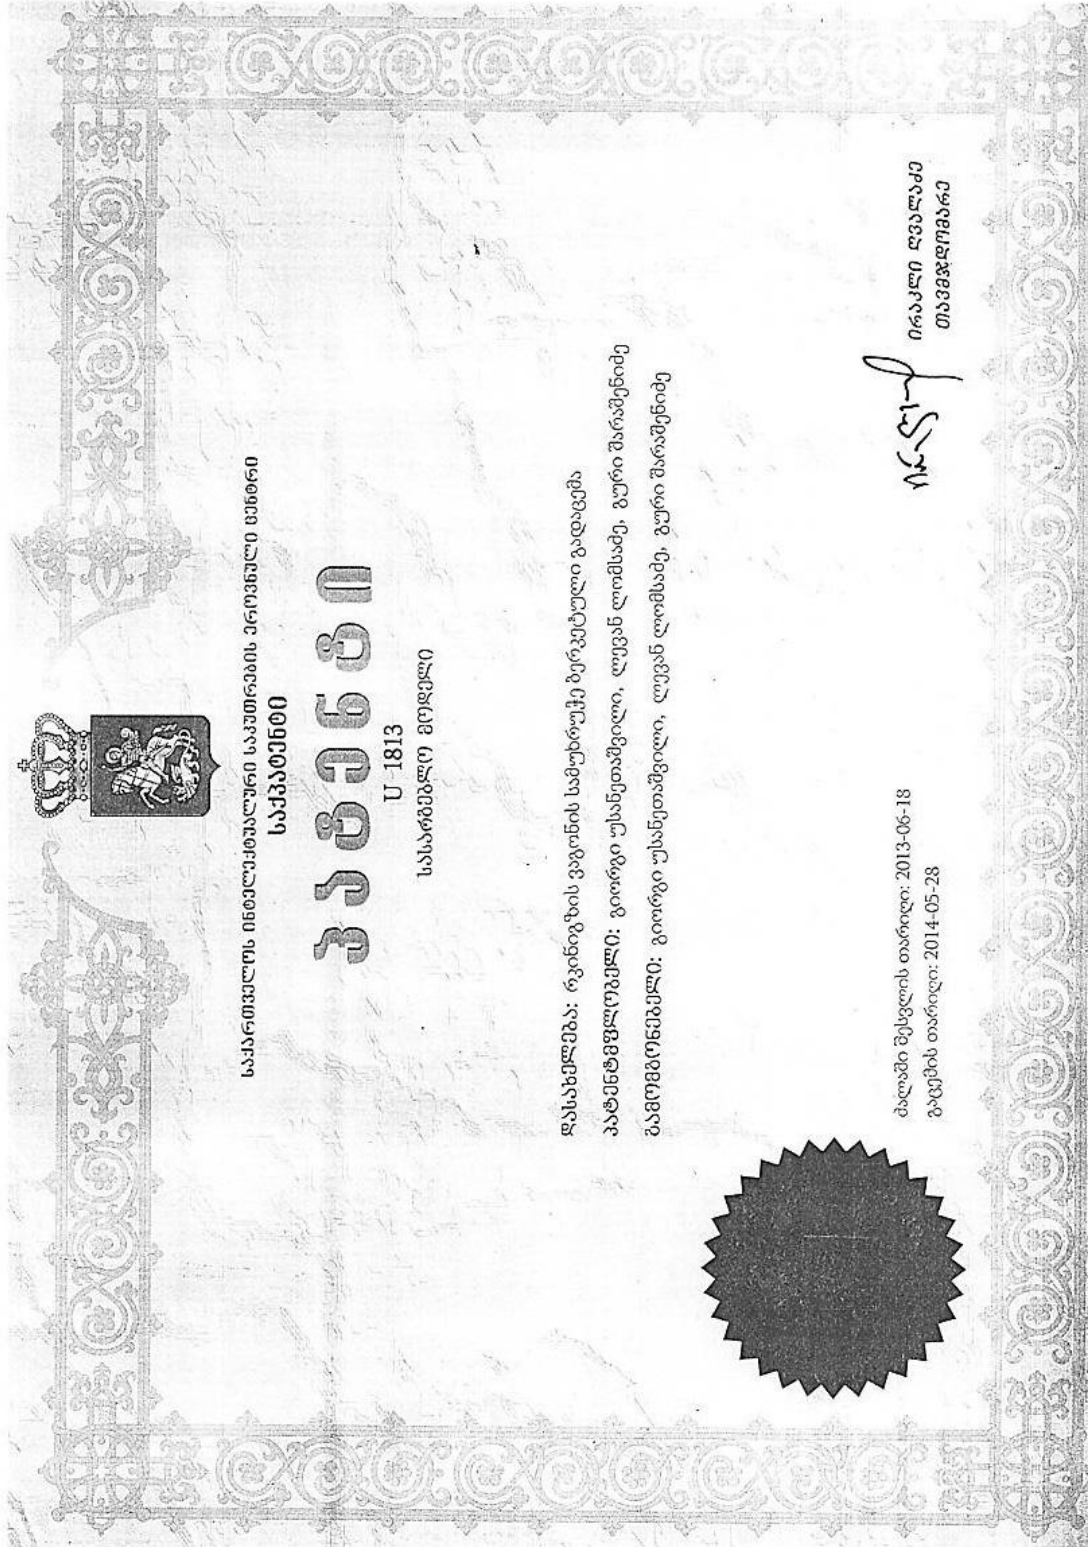 საქართველოს ინტელექტუალური საკუთრების ეროვნული ცენტრი
საქპატენტი
პატენტი
U 1813
სასარგებლო მოდელი
დასახელება: რკინიგზის ვაგონის სამუხრუჭე ბერკეტული გადაცემა
პატენტმფლობელი: გიორგი უსანეთაშვილი, ლევან ლომსაძე, გური შარაშენიძე
გამომგონებელი: გიორგი უსანეთაშვილი, ლევან ლომსაძე, გური შარაშენიძე
ძალაში შესვლის თარიღი: 2013-06-18
გაცემის თარიღი: 2014-05-28
ირაკლი ღვალაძე
თავმჯდომარე